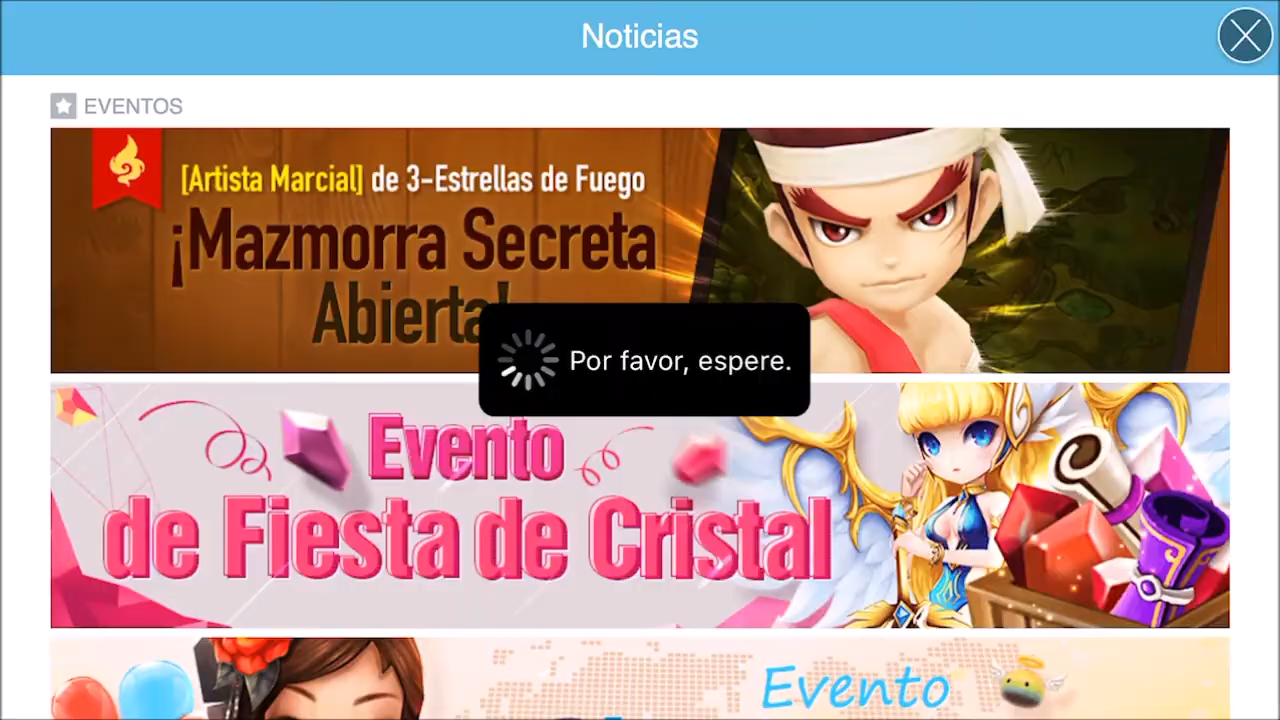 Noticias
EVENTOS
[Artista Marcial] de 3-Estrellas de Fuego
¡Mazmorra Secreta
Abierta!
Por favor, espere.
Evento
de Fiesta de Cristal
Evento